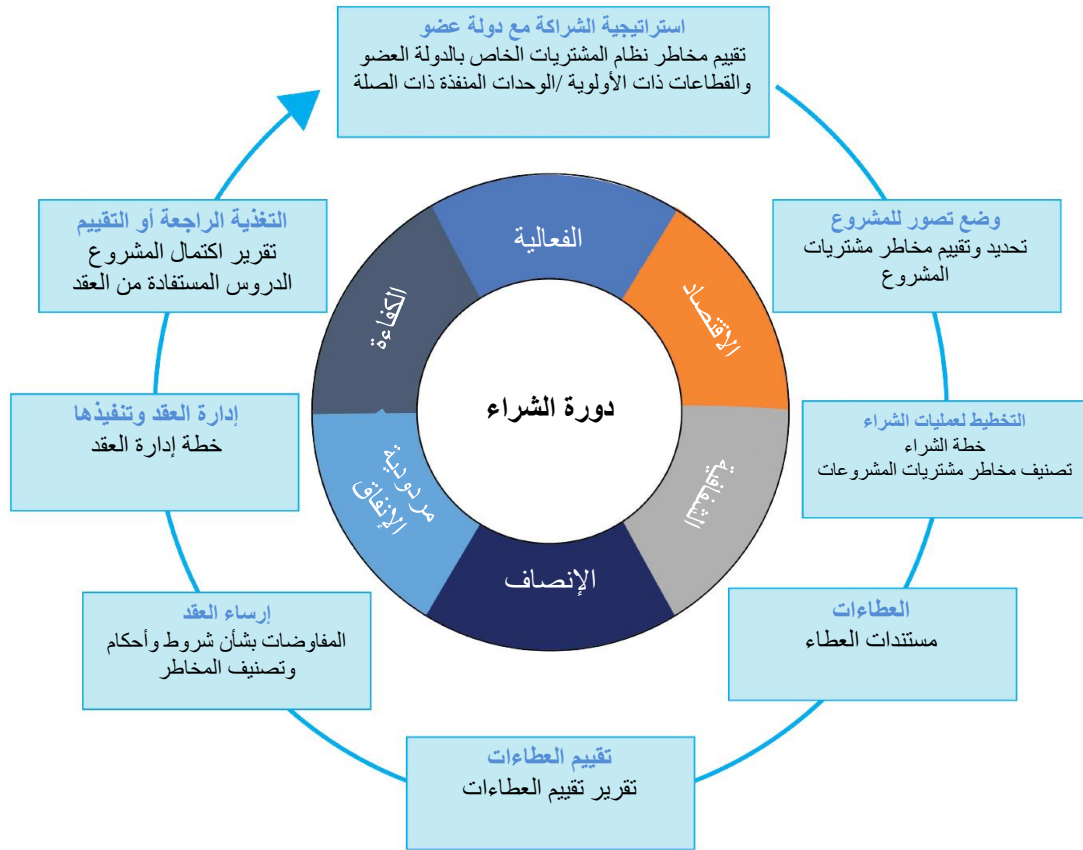 استراتيجية الشراكة مع دولة عضو
تقييم مخاطر نظام المشتريات الخاص بالدولة العضو
والقطاعات ذات الأولوية /الوحدات المنفذة ذات الصلة
وضع تصور للمشروع
تحديد وتقييم مخاطر مشتريات
المشروع
التخطيط لعمليات الشراء
خطة الشراء
تصنيف مخاطر مشتريات المشروعات
العطاءات
مستندات العطاء
تقييم العطاءات
تقرير تقييم العطاءات
إرساء العقد
المفاوضات بشأن شروط وأحكام
وتصنيف المخاطر
إدارة العقد وتنفيذها
خطة إدارة العقد
التغذية الراجعة أو التقييم
تقرير اكتمال المشروع
الدروس المستفادة من العقد
دورة الشراء
الفعالية
الاقتصاد
الشفافية
الإنصاف
مردودية
الإنفاق
الكفاءة